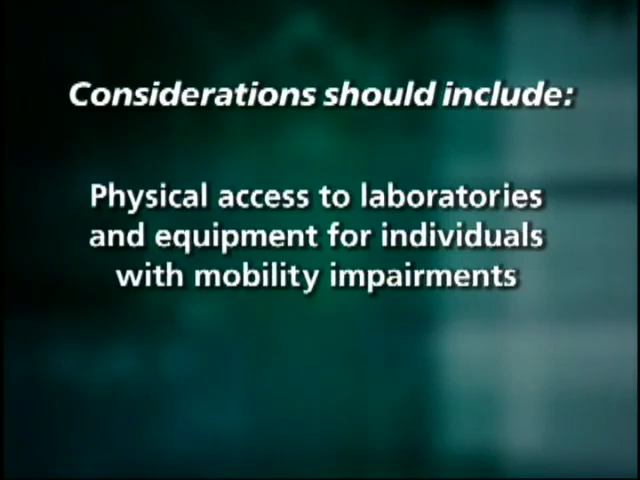 Considerations should include:
Physical access to laboratories
and equipment for individuals
with mobility impairments